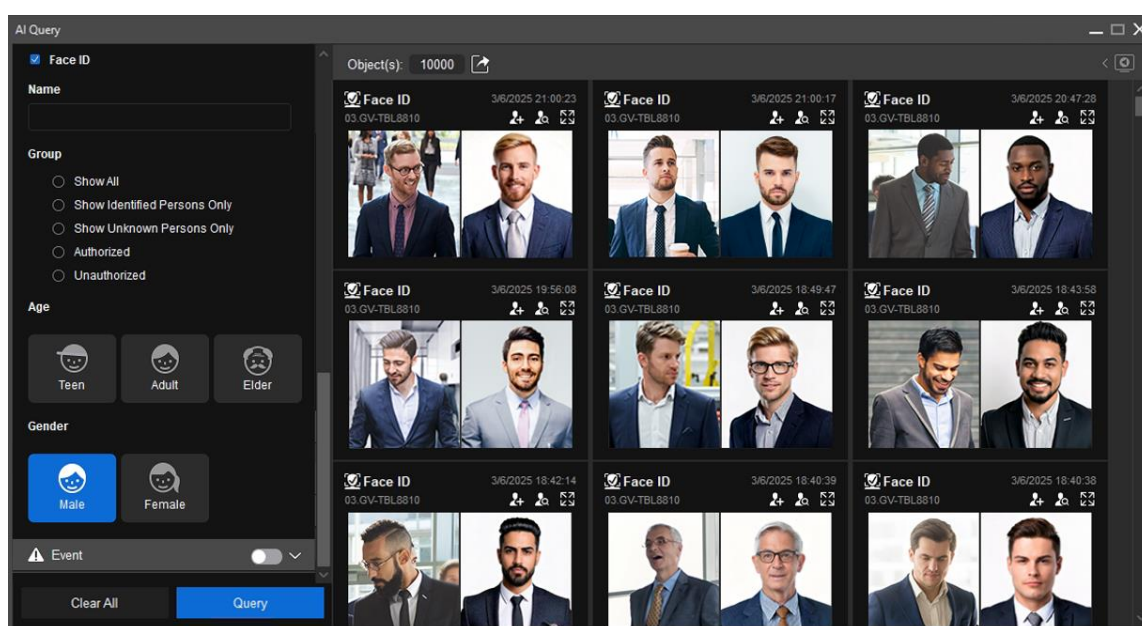 AI Query
Face ID
Name
Group
Show All
Show Identified Persons Only
Show Unknown Persons Only
Authorized
Unauthorized
Age
Teen
Adult
Elder
Gender
Male
Female
Event
Clear All
Query
Object(s): 10000
Face ID 3/6/2025 21:00:23
03.GV-TBL8810
Face ID 3/6/2025 21:00:17
03.GV-TBL8810
Face ID 3/6/2025 20:47:28
03.GV-TBL8810
Face ID 3/6/2025 19:56:08
03.GV-TBL8810
Face ID 3/6/2025 18:49:47
03.GV-TBL8810
Face ID 3/6/2025 18:43:58
03.GV-TBL8810
Face ID 3/6/2025 18:42:14
03.GV-TBL8810
Face ID 3/6/2025 18:40:39
03.GV-TBL8810
Face ID 3/6/2025 18:40:38
03.GV-TBL8810